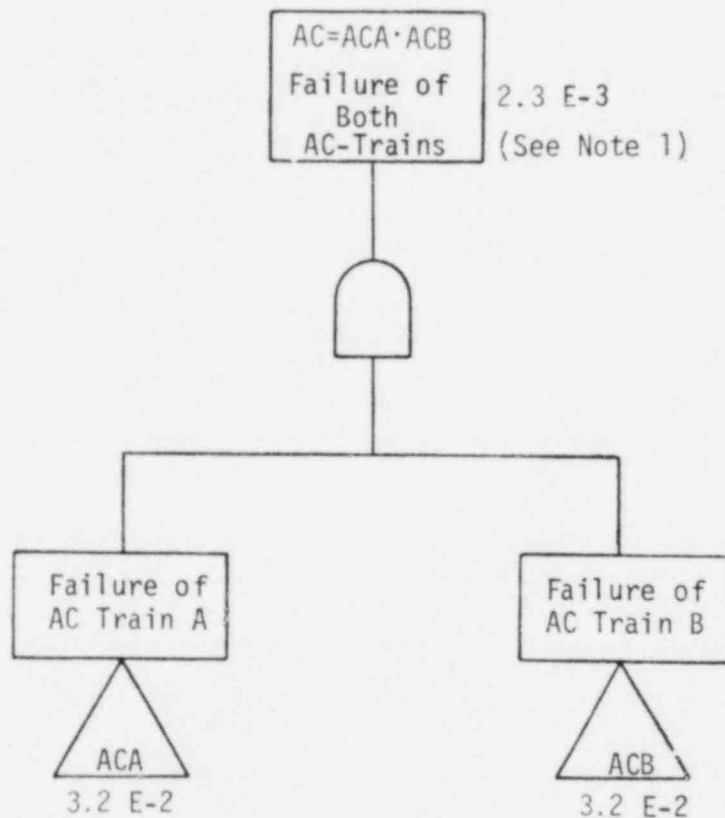 AC=ACA·ACB
Failure of
Both
AC-Trains
2.3 E-3
(See Note 1)
Failure of
AC Train A
ACA
3.2 E-2
Failure of
AC Train B
ACB
3.2 E-2